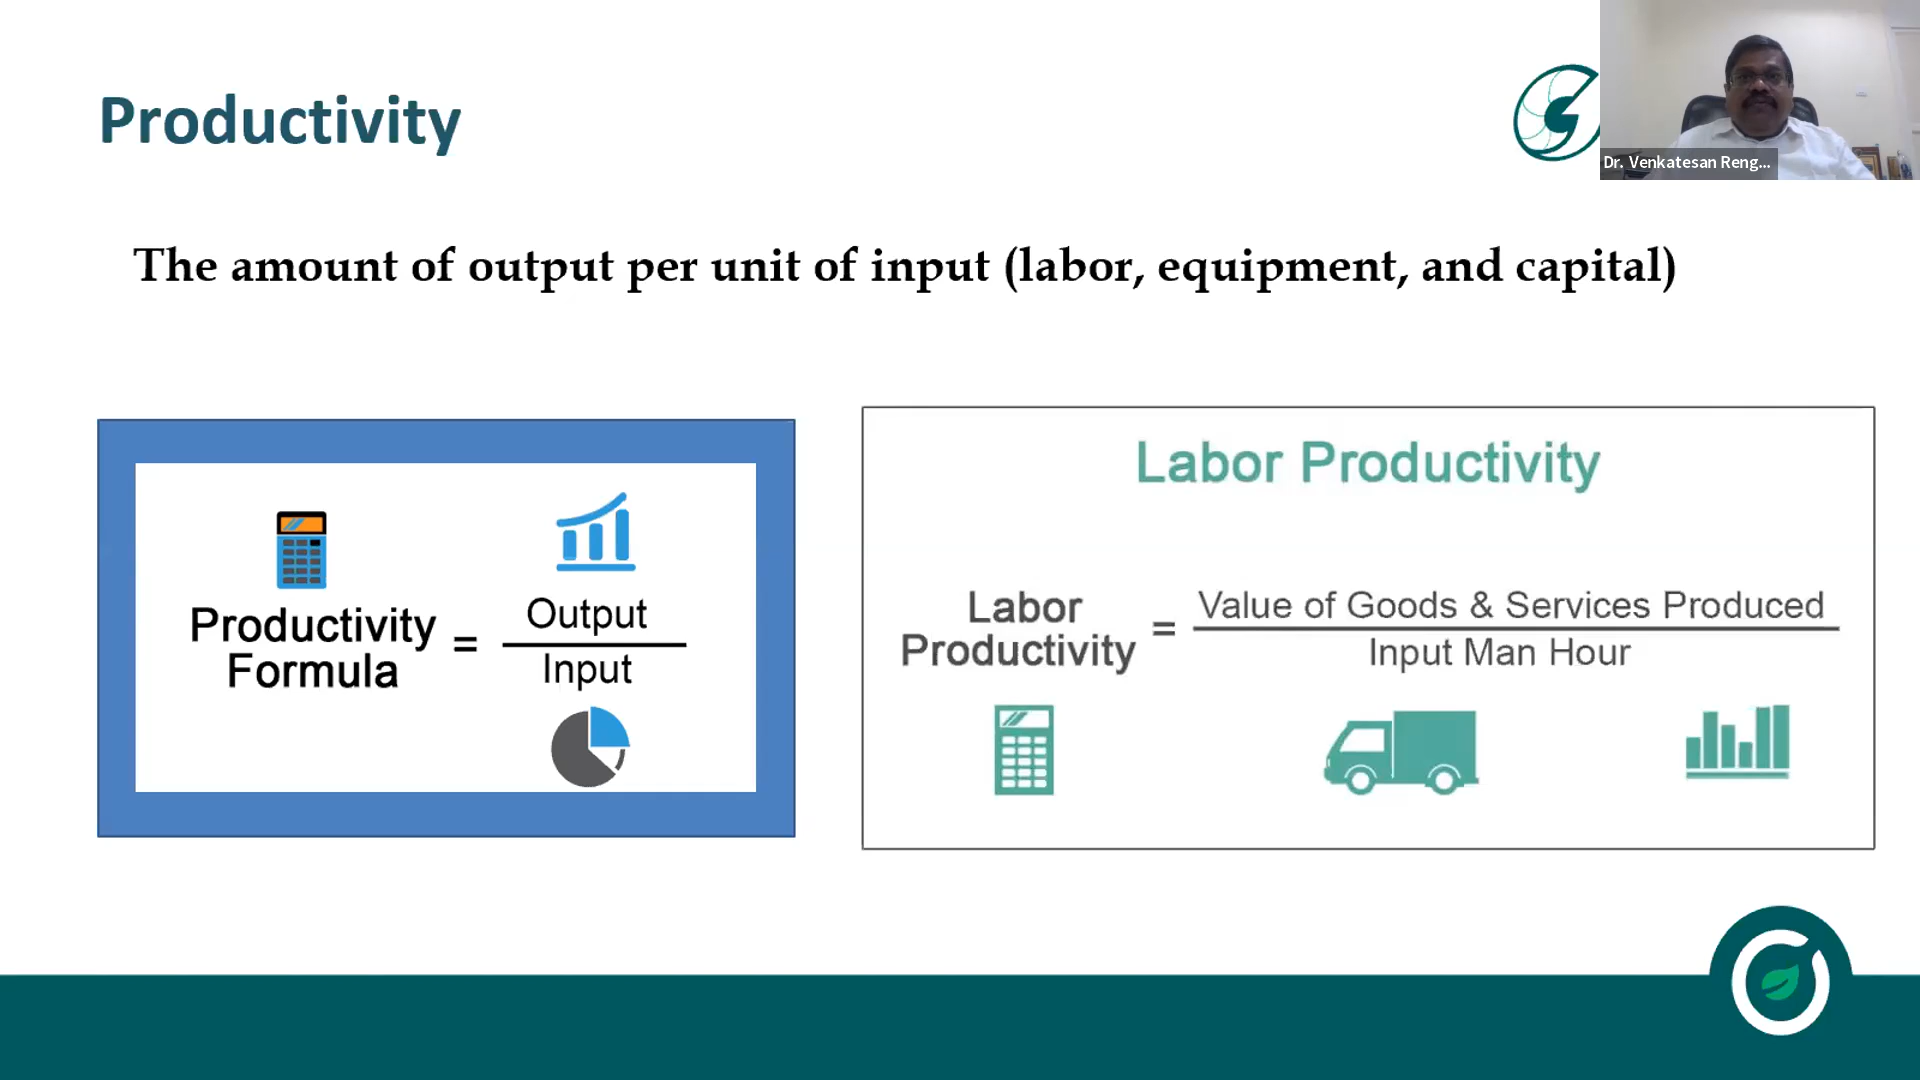 Productivity
Dr. Venkatesan Reng...
The amount of output per unit of input (labor, equipment, and capital)
Productivity
Formula
=
Output
Input
Labor Productivity
Labor
Productivity
=
Value of Goods & Services Produced
Input Man Hour